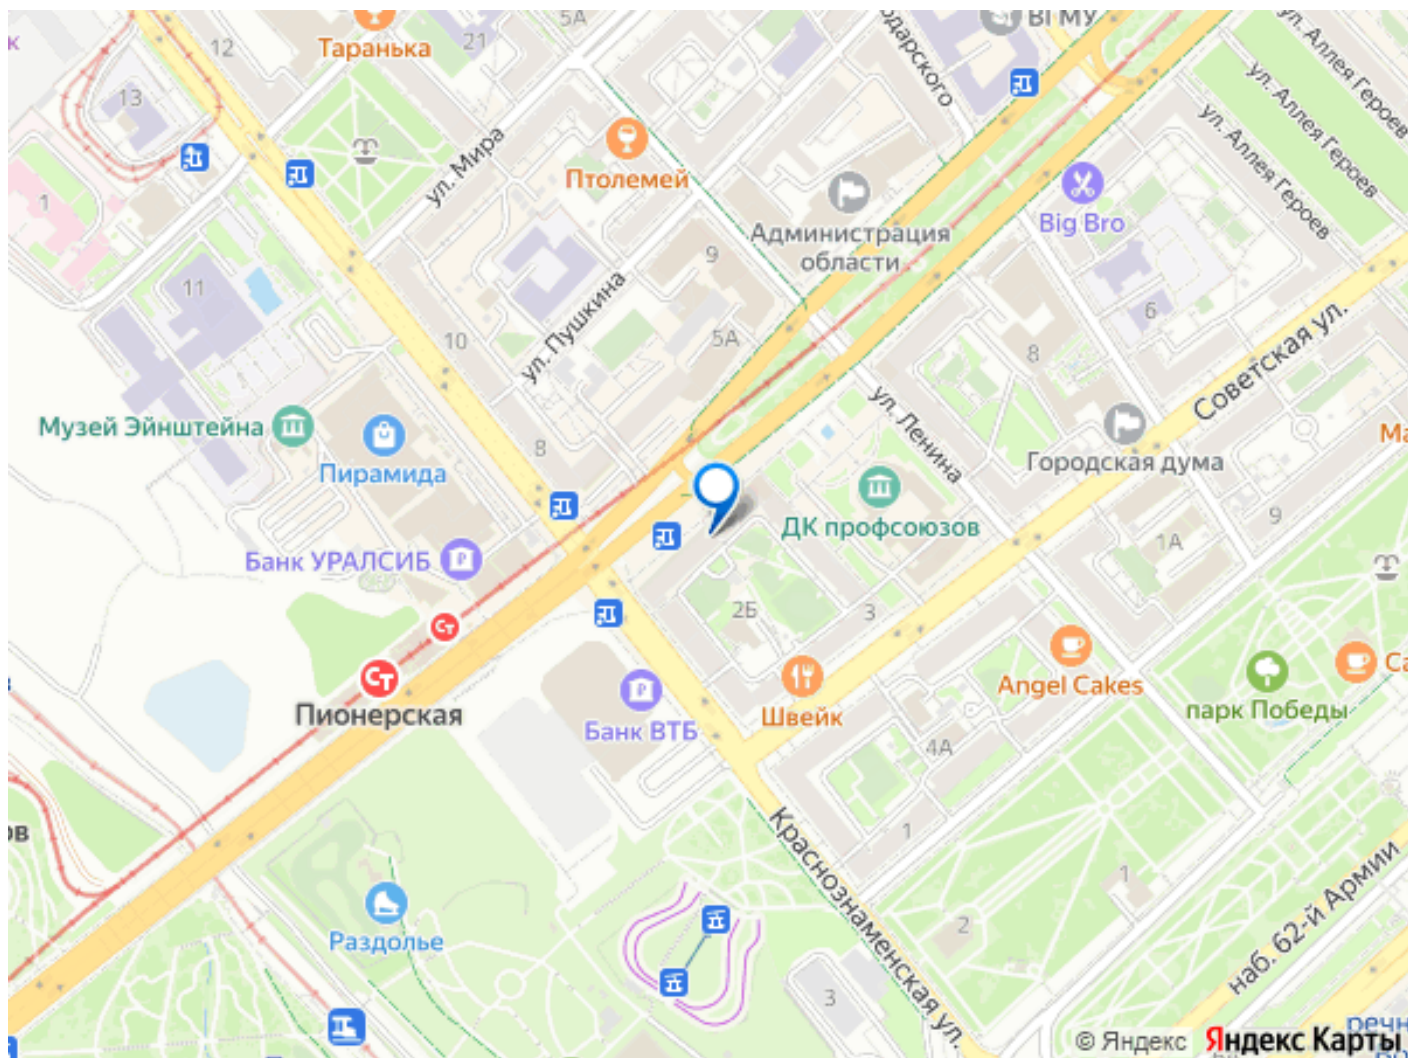 5А
ВГМУ
12
Таранька
21
ул. Аллея Героев
ул. Аллея Героев
ул. Аллея Героев
13
ул. Мира
Птолемей
1
Big Bro
Администрация
области
9
11
ул. Пушкина
6
10
5А
8
Советская ул.
ул. Ленина
Музей Эйнштейна
Пирамида
8
Городская дума
ДК профсоюзов
9
1А
Банк УРАЛСИБ
2Б
3
Ст
Ст
Пионерская
Angel Cakes
парк Победы
Швейк
Банк ВТБ
4А
1
Краснознаменская ул.
1
наб. 62-й Армии
2
Раздолье
3
© Яндекс
Яндекс Карты